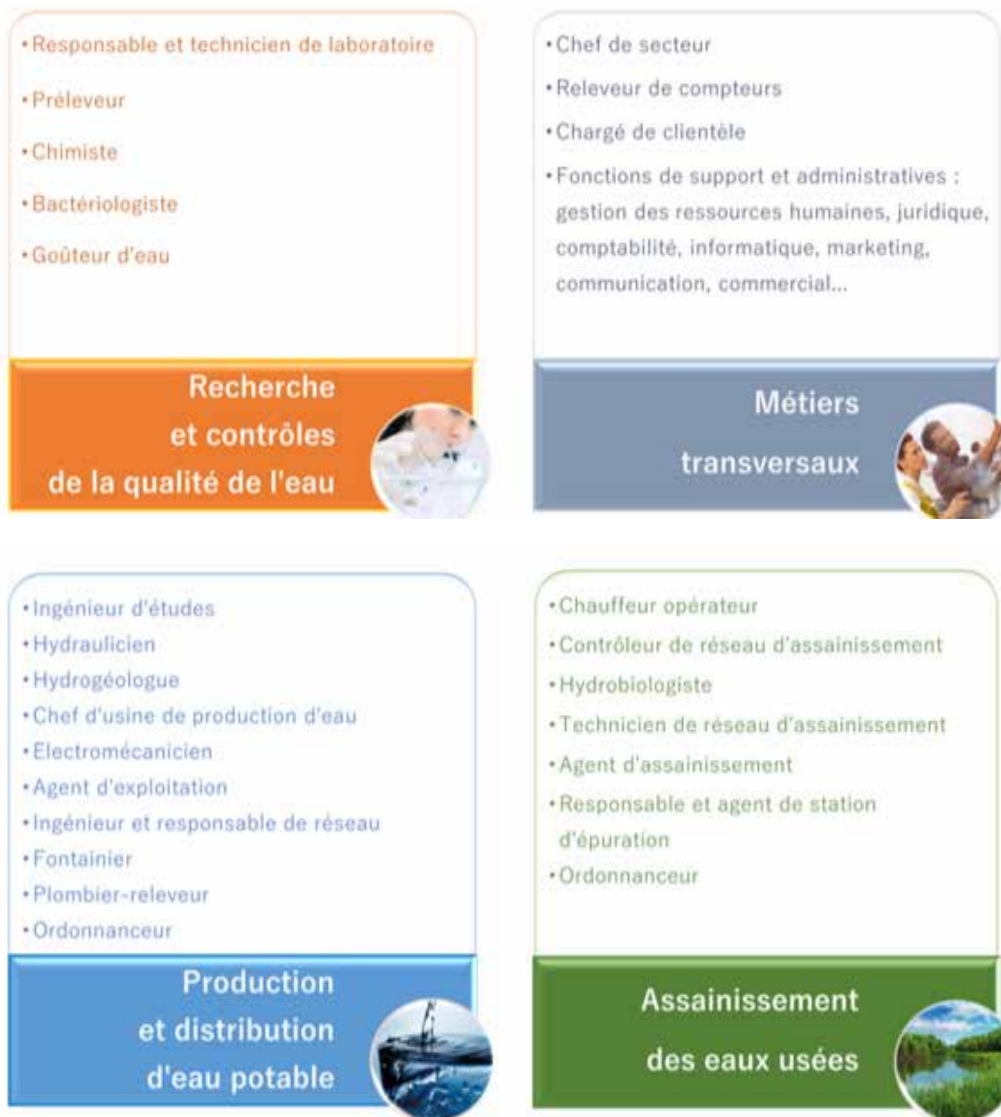 •Responsable et technicien de laboratoire
•Préleveur
•Chimiste
•Bactériologiste
•Goûteur d'eau
Recherche
et contrôles
de la qualité de l'eau
•Chef de secteur
•Releveur de compteurs
•Chargé de clientèle
•Fonctions de support et administratives :
gestion des ressources humaines, juridique,
comptabilité, informatique, marketing,
communication, commercial...
Métiers
transversaux
•Ingénieur d'études
•Hydraulicien
•Hydrogéologue
•Chef d'usine de production d'eau
•Electromécanicien
•Agent d'exploitation
•Ingénieur et responsable de réseau
•Fontainier
•Plombier-releveur
•Ordonnanceur
Production
et distribution
d'eau potable
•Chauffeur opérateur
•Contrôleur de réseau d'assainissement
•Hydrobiologiste
•Technicien de réseau d'assainissement
•Agent d'assainissement
•Responsable et agent de station
d'épuration
•Ordonnanceur
Assainissement
des eaux usées